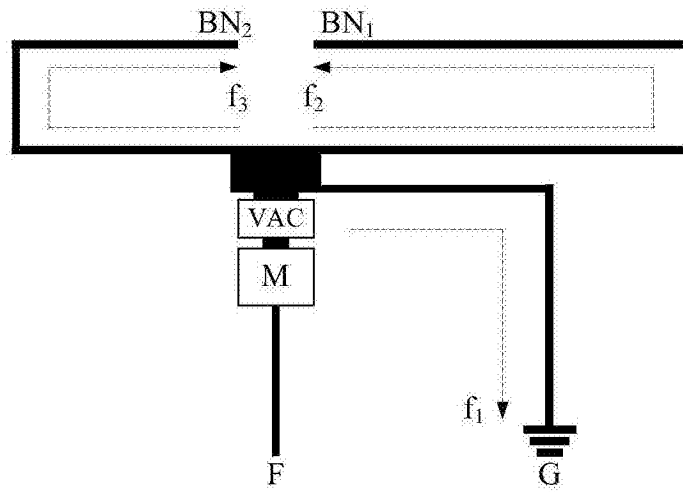 BN₂ BN₁
f₃ f₂
VAC
M
f₁
F G